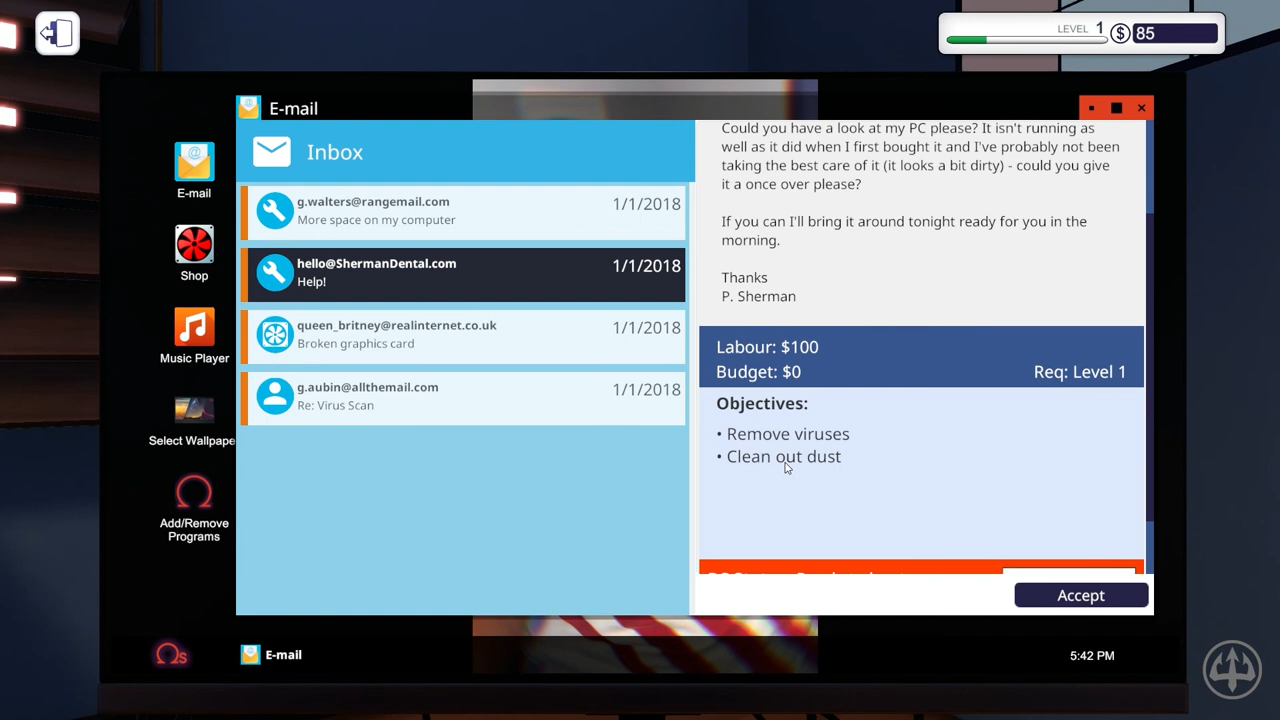 LEVEL 1
$ 85
E-mail
Inbox
g.walters@rangemail.com 1/1/2018
More space on my computer
hello@ShermanDental.com 1/1/2018
Help!
queen_britney@realinternet.co.uk 1/1/2018
Broken graphics card
g.aubin@allthemail.com 1/1/2018
Re: Virus Scan
Could you have a look at my PC please? It isn't running as
well as it did when I first bought it and I've probably not been
taking the best care of it (it looks a bit dirty) - could you give
it a once over please?
If you can I'll bring it around tonight ready for you in the
morning.
Thanks
P. Sherman
Labour: $100
Budget: $0 Req: Level 1
Objectives:
• Remove viruses
• Clean out dust
Accept
E-mail
Shop
Music Player
Select Wallpape
Add/Remove
Programs
Ωs
E-mail
5:42 PM